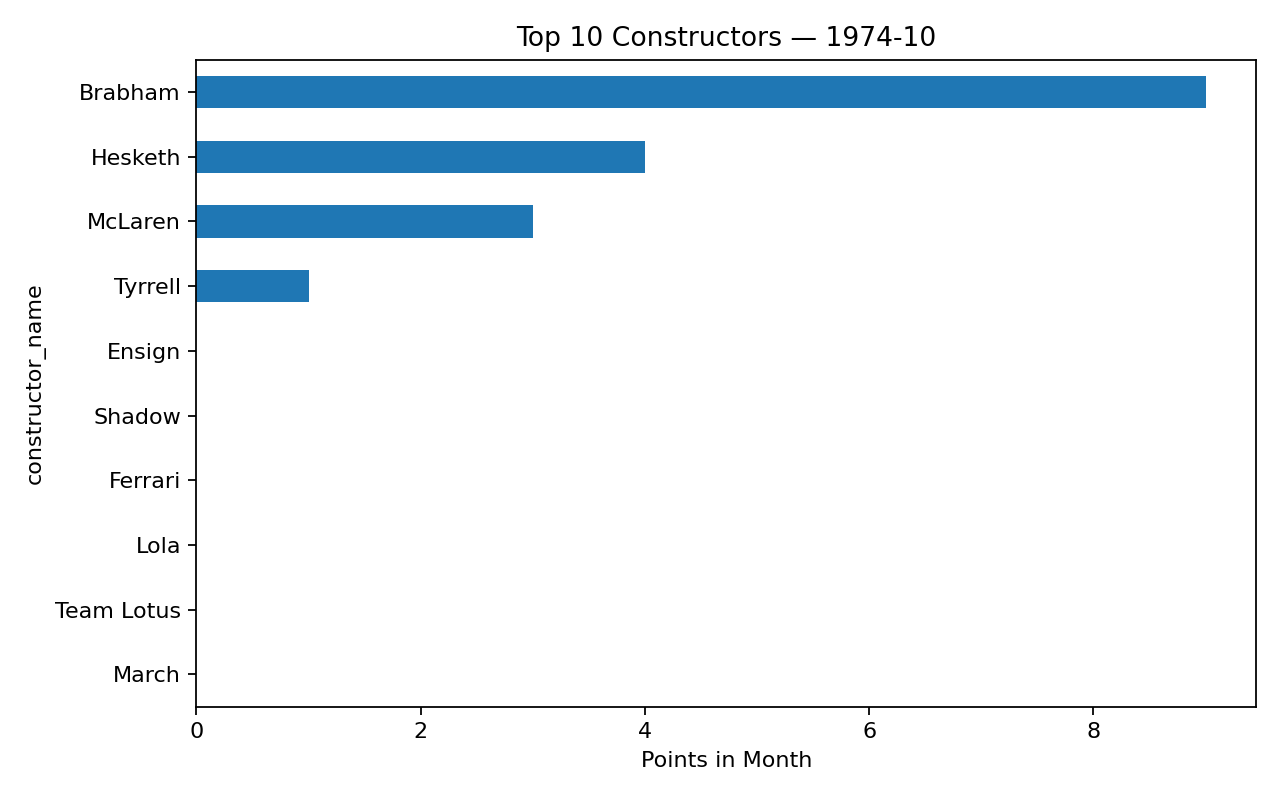 Top 10 Constructors — 1974-10
Brabham
Hesketh
McLaren
Tyrrell
Ensign
Shadow
Ferrari
Lola
Team Lotus
March
constructor_name
0 2 4 6 8
Points in Month